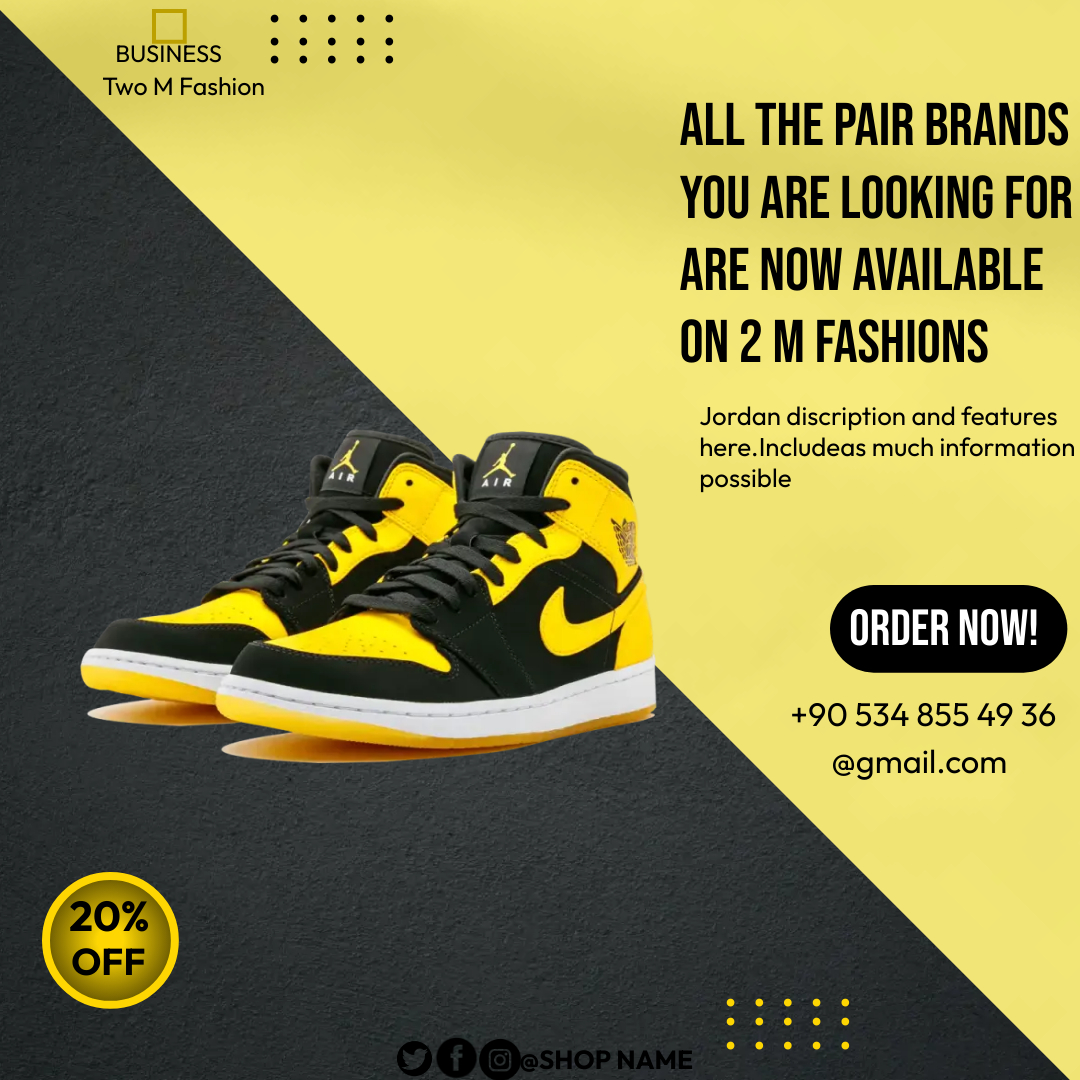 BUSINESS
Two M Fashion
ALL THE PAIR BRANDS
YOU ARE LOOKING FOR
ARE NOW AVAILABLE
ON 2 M FASHIONS
Jordan discription and features
here.Includeas much information
possible
AIR
AIR
ORDER NOW!
+90 534 855 49 36
@gmail.com
20%
OFF
@SHOP NAME